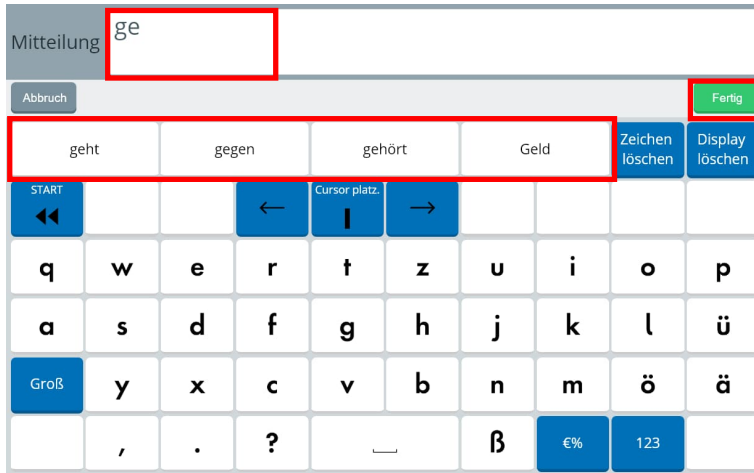 Mitteilung ge
Abbruch Fertig
geht gegen gehört Geld Zeichen löschen Display löschen
START Cursor platz.
q w e r t z u i o p
a s d f g h j k l ü
Groß y x c v b n m ö ä
, . ? ß €% 123